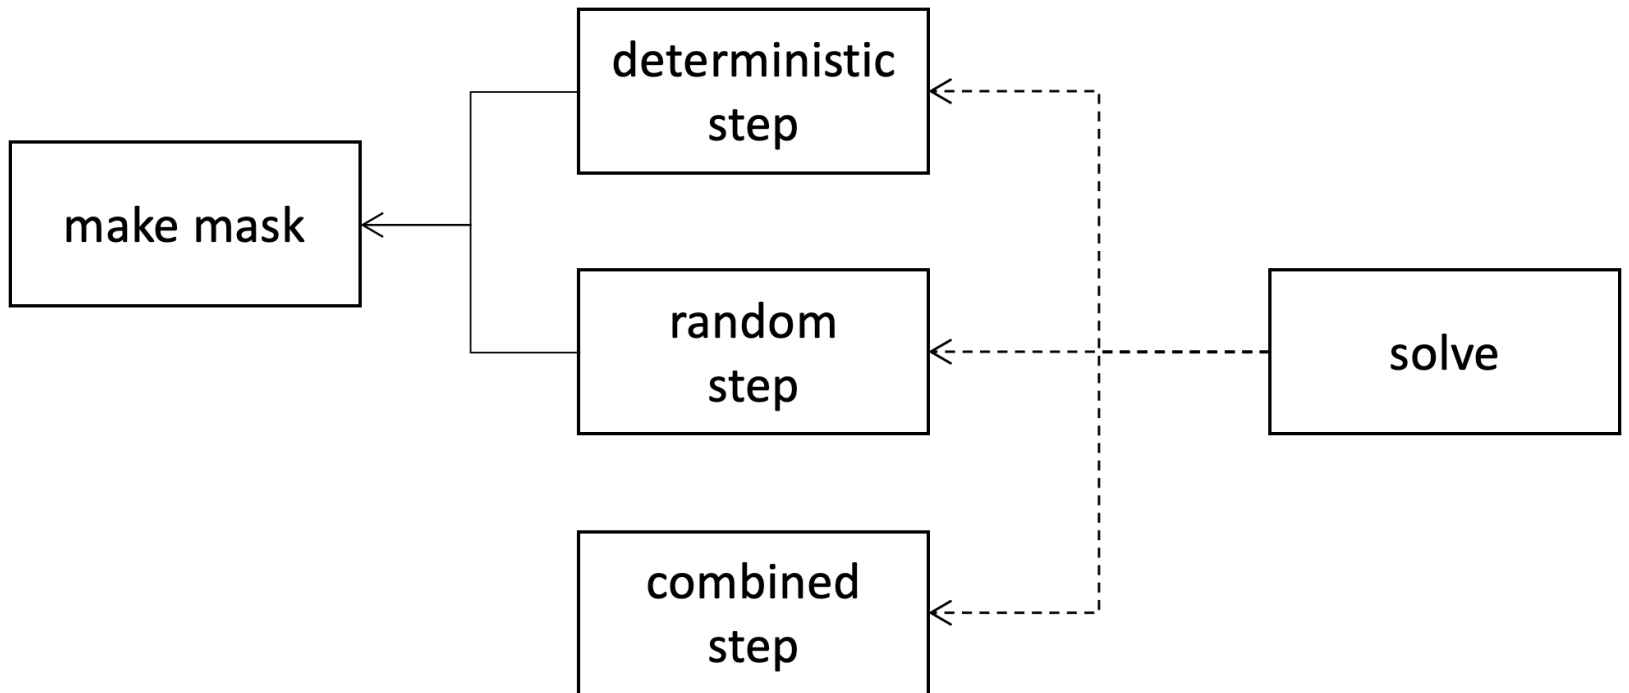 deterministic
step
make mask
random
step
solve
combined
step